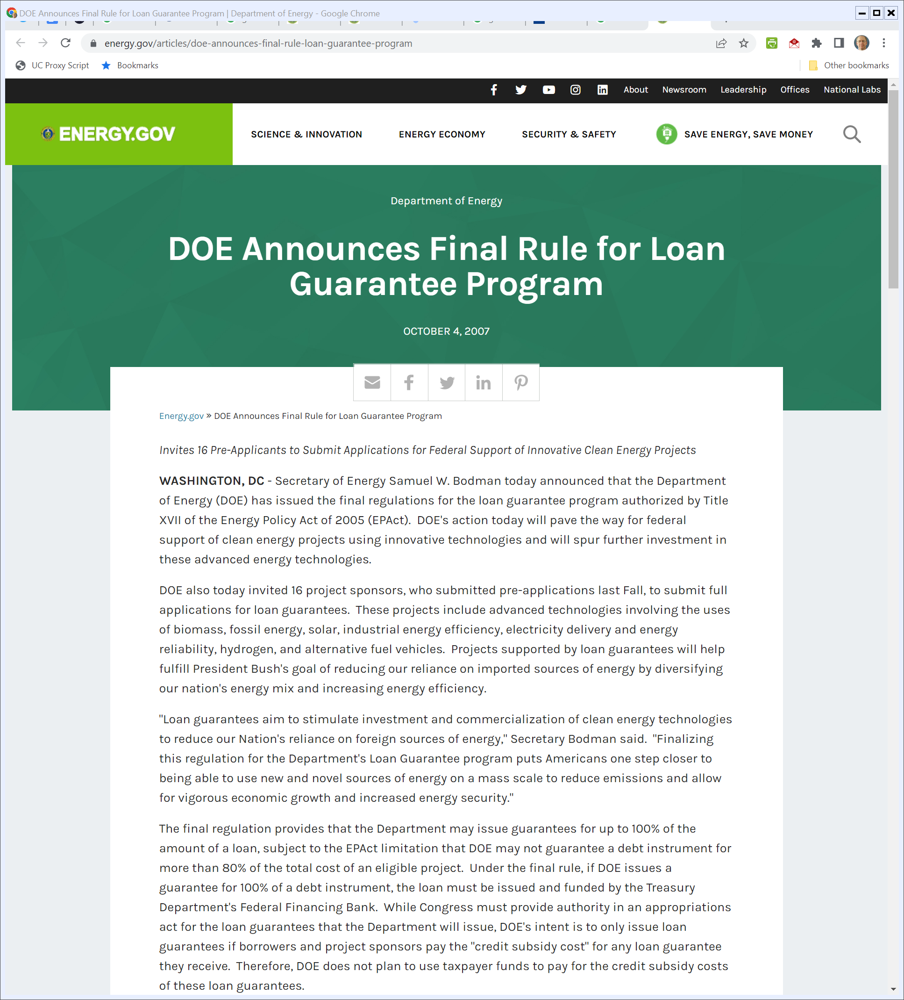 DOE Announces Final Rule for Loan Guarantee Program | Department of Energy - Google Chrome
energy.gov/articles/doe-announces-final-rule-loan-guarantee-program
UC Proxy Script Bookmarks Other bookmarks
About Newsroom Leadership Offices National Labs
ENERGY.GOV SCIENCE & INNOVATION ENERGY ECONOMY SECURITY & SAFETY SAVE ENERGY, SAVE MONEY
Department of Energy
DOE Announces Final Rule for Loan
Guarantee Program
OCTOBER 4, 2007
Energy.gov » DOE Announces Final Rule for Loan Guarantee Program
Invites 16 Pre-Applicants to Submit Applications for Federal Support of Innovative Clean Energy Projects
WASHINGTON, DC - Secretary of Energy Samuel W. Bodman today announced that the Department
of Energy (DOE) has issued the final regulations for the loan guarantee program authorized by Title
XVII of the Energy Policy Act of 2005 (EPAct).  DOE's action today will pave the way for federal
support of clean energy projects using innovative technologies and will spur further investment in
these advanced energy technologies.
DOE also today invited 16 project sponsors, who submitted pre-applications last Fall, to submit full
applications for loan guarantees.  These projects include advanced technologies involving the uses
of biomass, fossil energy, solar, industrial energy efficiency, electricity delivery and energy
reliability, hydrogen, and alternative fuel vehicles.  Projects supported by loan guarantees will help
fulfill President Bush's goal of reducing our reliance on imported sources of energy by diversifying
our nation's energy mix and increasing energy efficiency.
"Loan guarantees aim to stimulate investment and commercialization of clean energy technologies
to reduce our Nation's reliance on foreign sources of energy," Secretary Bodman said.  "Finalizing
this regulation for the Department's Loan Guarantee program puts Americans one step closer to
being able to use new and novel sources of energy on a mass scale to reduce emissions and allow
for vigorous economic growth and increased energy security."
The final regulation provides that the Department may issue guarantees for up to 100% of the
amount of a loan, subject to the EPAct limitation that DOE may not guarantee a debt instrument for
more than 80% of the total cost of an eligible project.  Under the final rule, if DOE issues a
guarantee for 100% of a debt instrument, the loan must be issued and funded by the Treasury
Department's Federal Financing Bank.  While Congress must provide authority in an appropriations
act for the loan guarantees that the Department will issue, DOE's intent is to only issue loan
guarantees if borrowers and project sponsors pay the "credit subsidy cost" for any loan guarantee
they receive.  Therefore, DOE does not plan to use taxpayer funds to pay for the credit subsidy costs
of these loan guarantees.